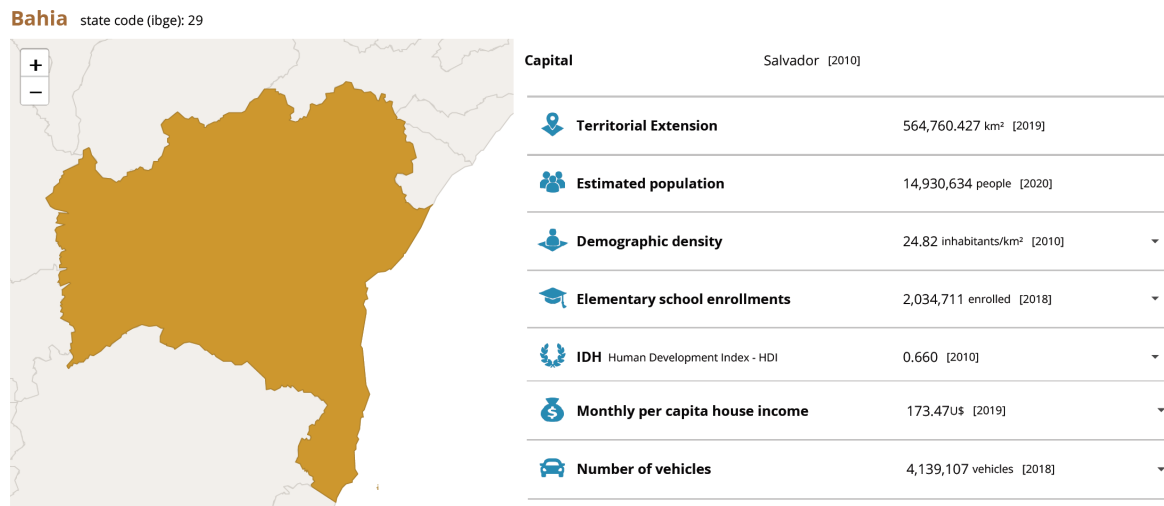 Bahia state code (ibge): 29
+
−
Capital Salvador [2010]
Territorial Extension 564,760.427 km² [2019]
Estimated population 14,930,634 people [2020]
Demographic density 24.82 inhabitants/km² [2010]
Elementary school enrollments 2,034,711 enrolled [2018]
IDH Human Development Index - HDI 0.660 [2010]
$ Monthly per capita house income 173.47U$ [2019]
Number of vehicles 4,139,107 vehicles [2018]